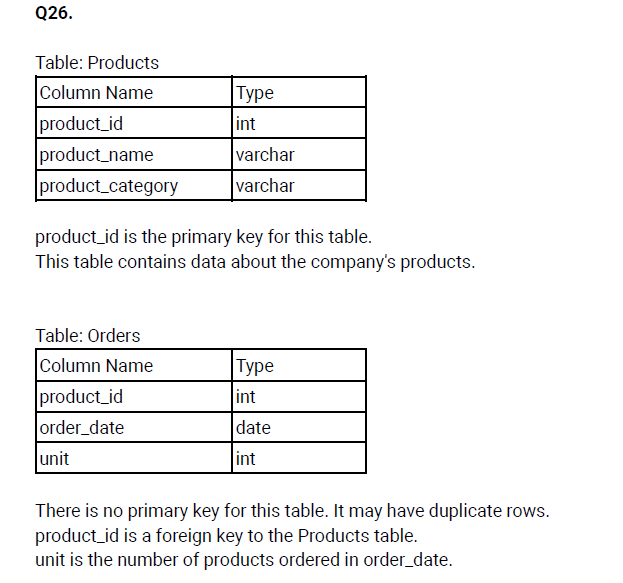 Q26.
Table: Products
Column Name Type
product_id int
product_name varchar
product_category varchar
product_id is the primary key for this table.
This table contains data about the company's products.
Table: Orders
Column Name Type
product_id int
order_date date
unit int
There is no primary key for this table. It may have duplicate rows.
product_id is a foreign key to the Products table.
unit is the number of products ordered in order_date.